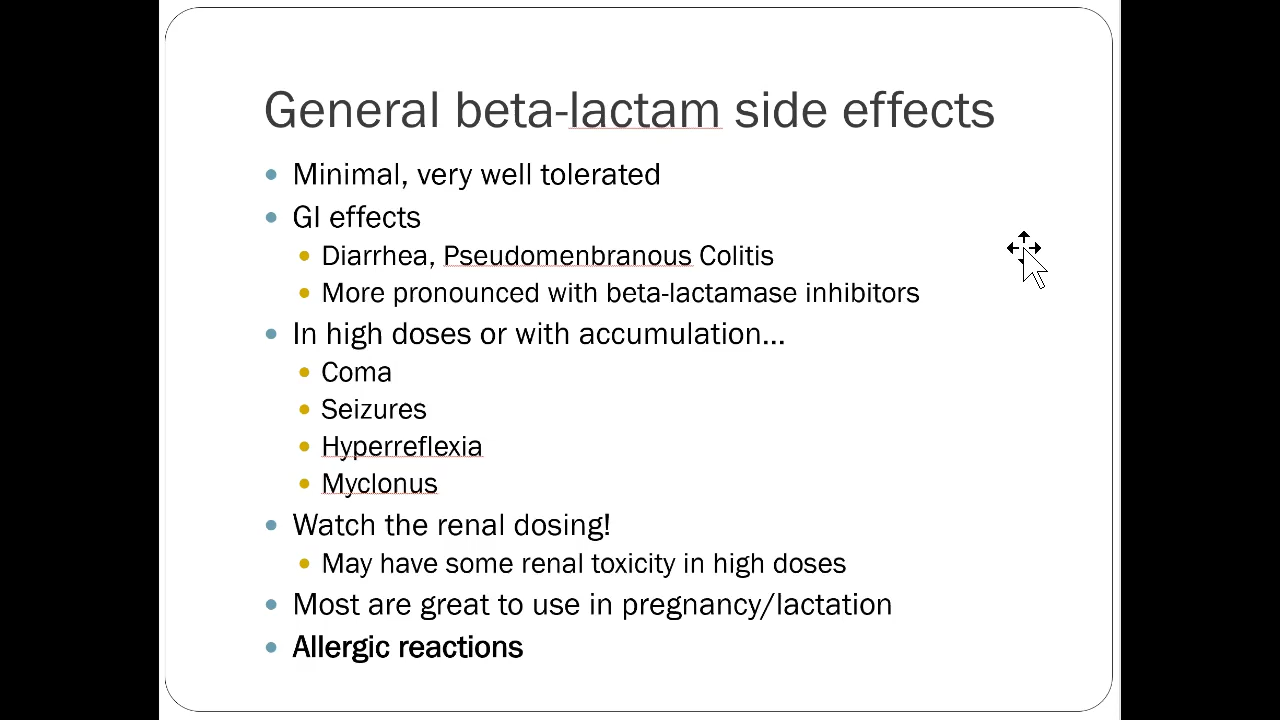 General beta-lactam side effects
Minimal, very well tolerated
GI effects
Diarrhea, Pseudomenbranous Colitis
More pronounced with beta-lactamase inhibitors
In high doses or with accumulation...
Coma
Seizures
Hyperreflexia
Myclonus
Watch the renal dosing!
May have some renal toxicity in high doses
Most are great to use in pregnancy/lactation
Allergic reactions